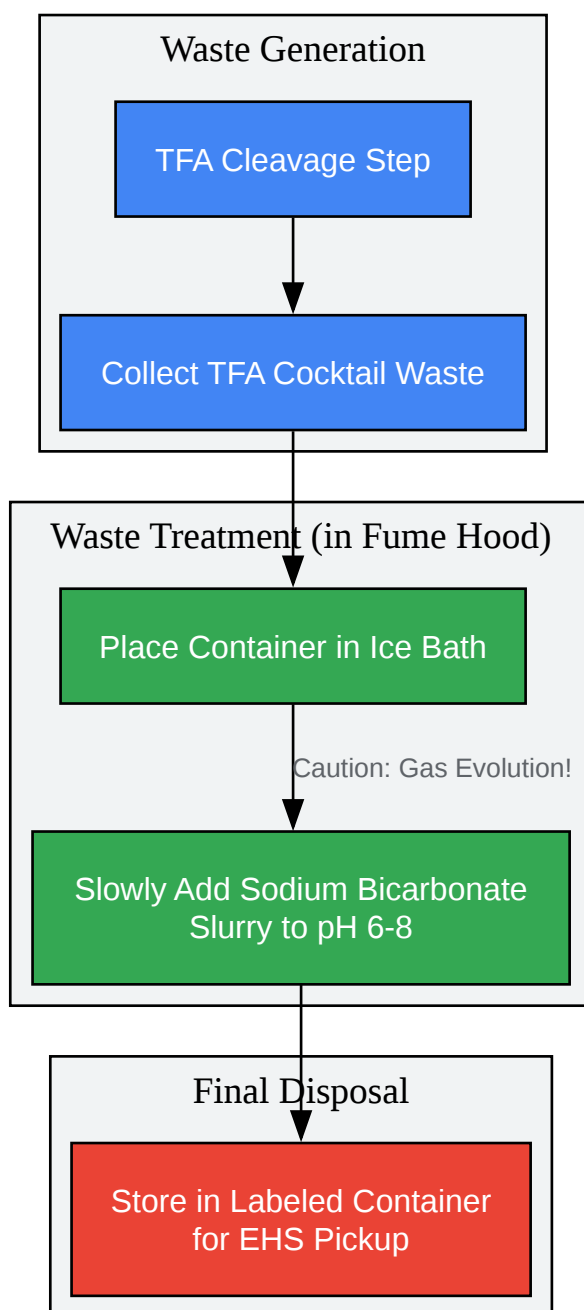 Waste Generation
TFA Cleavage Step
Collect TFA Cocktail Waste
Waste Treatment (in Fume Hood)
Place Container in Ice Bath
Caution: Gas Evolution!
Slowly Add Sodium Bicarbonate
Slurry to pH 6-8
Final Disposal
Store in Labeled Container
for EHS Pickup